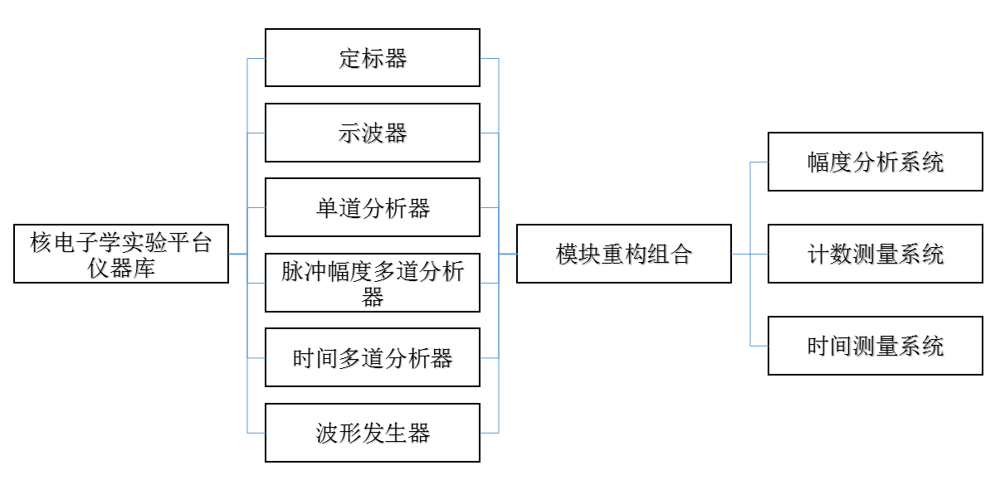 核电子学实验平台
仪器库
定标器
示波器
单道分析器
脉冲幅度多道分析
器
时间多道分析器
波形发生器
模块重构组合
幅度分析系统
计数测量系统
时间测量系统